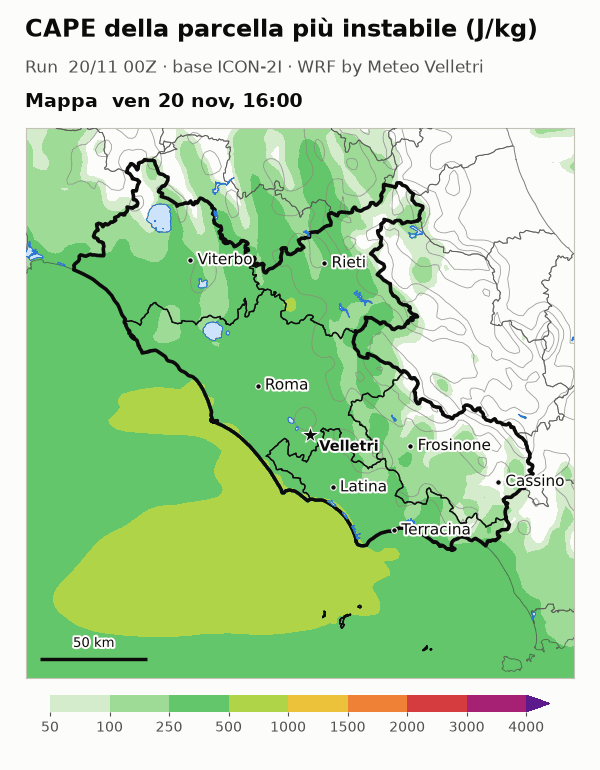 CAPE della parcella più instabile (J/kg)
Run  20/11 00Z · base ICON-2I · WRF by Meteo Velletri
Mappa  ven 20 nov, 16:00
Viterbo
Rieti
Roma
Velletri
Frosinone
Cassino
Latina
Terracina
50 km
50 100 250 500 1000 1500 2000 3000 4000